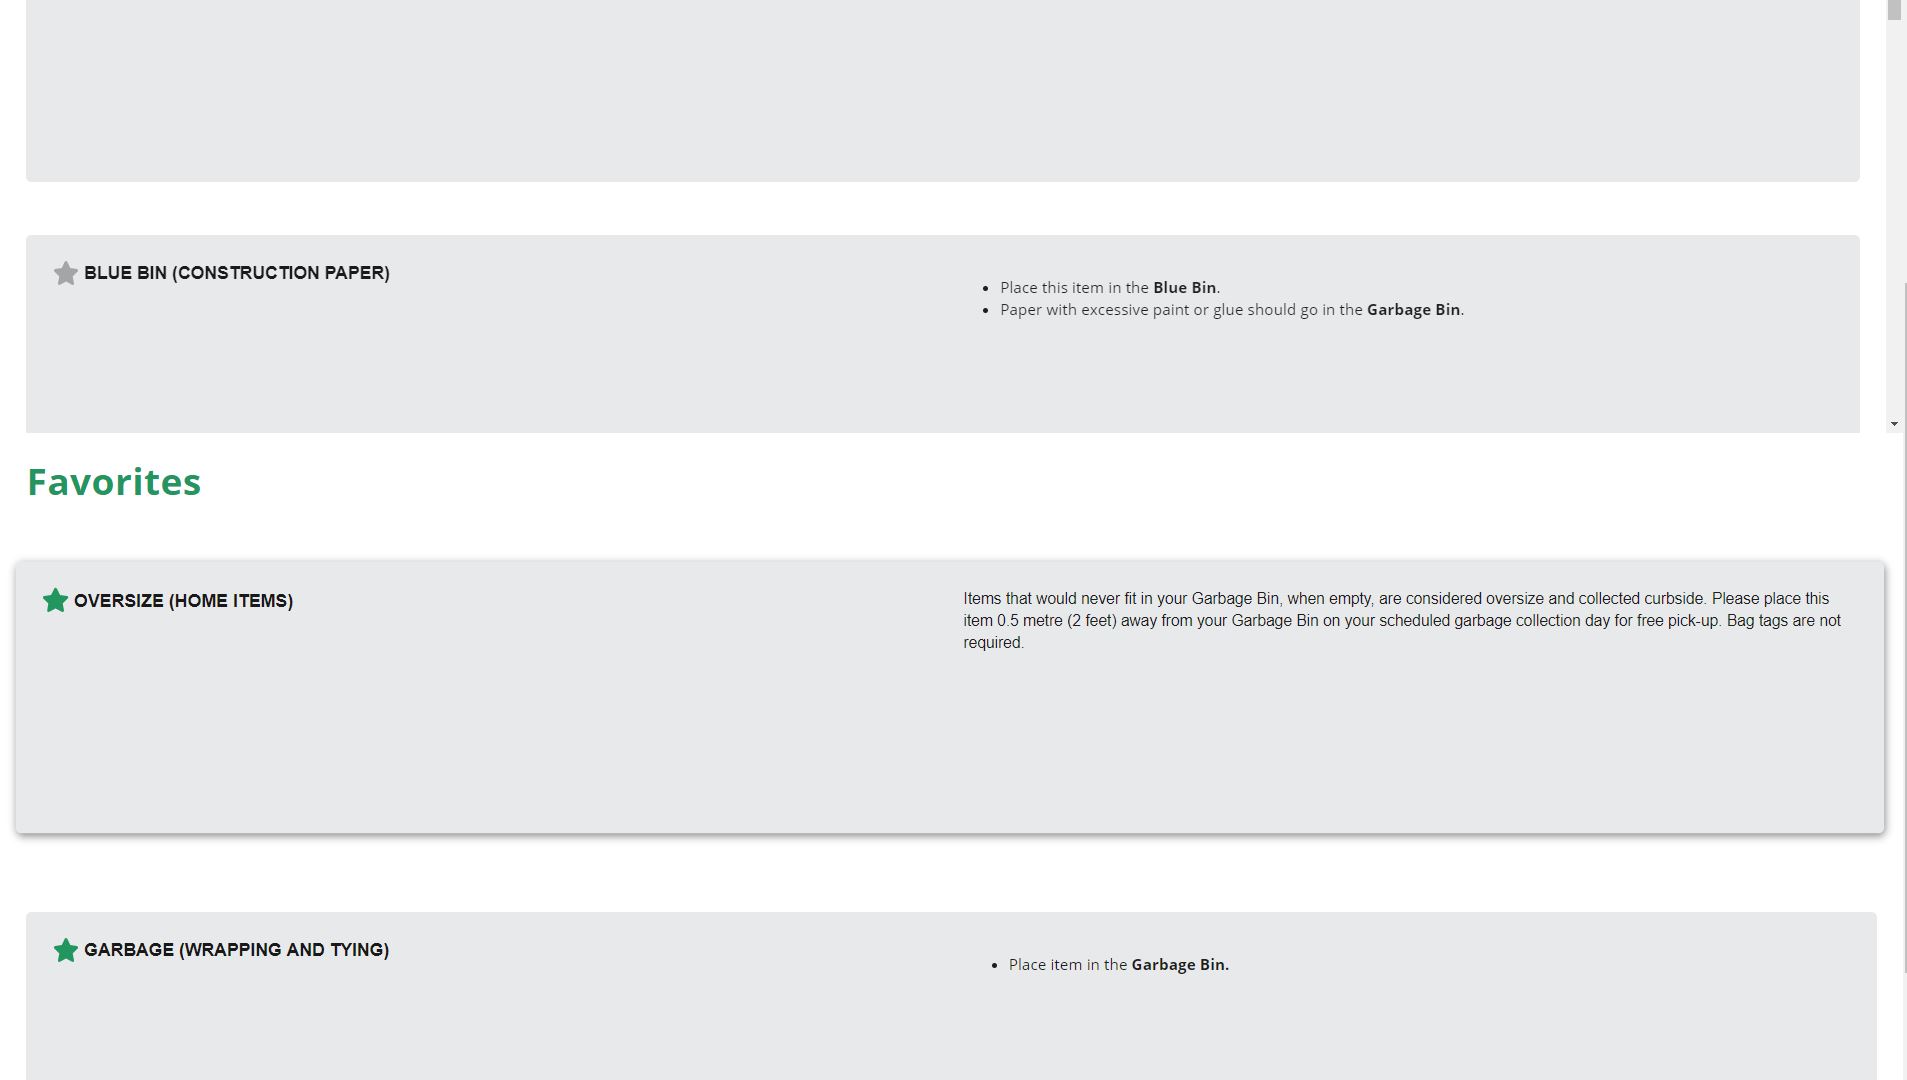 BLUE BIN (CONSTRUCTION PAPER)
• Place this item in the Blue Bin.
• Paper with excessive paint or glue should go in the Garbage Bin.
Favorites
OVERSIZE (HOME ITEMS)
Items that would never fit in your Garbage Bin, when empty, are considered oversize and collected curbside. Please place this
item 0.5 metre (2 feet) away from your Garbage Bin on your scheduled garbage collection day for free pick-up. Bag tags are not
required.
GARBAGE (WRAPPING AND TYING)
• Place item in the Garbage Bin.